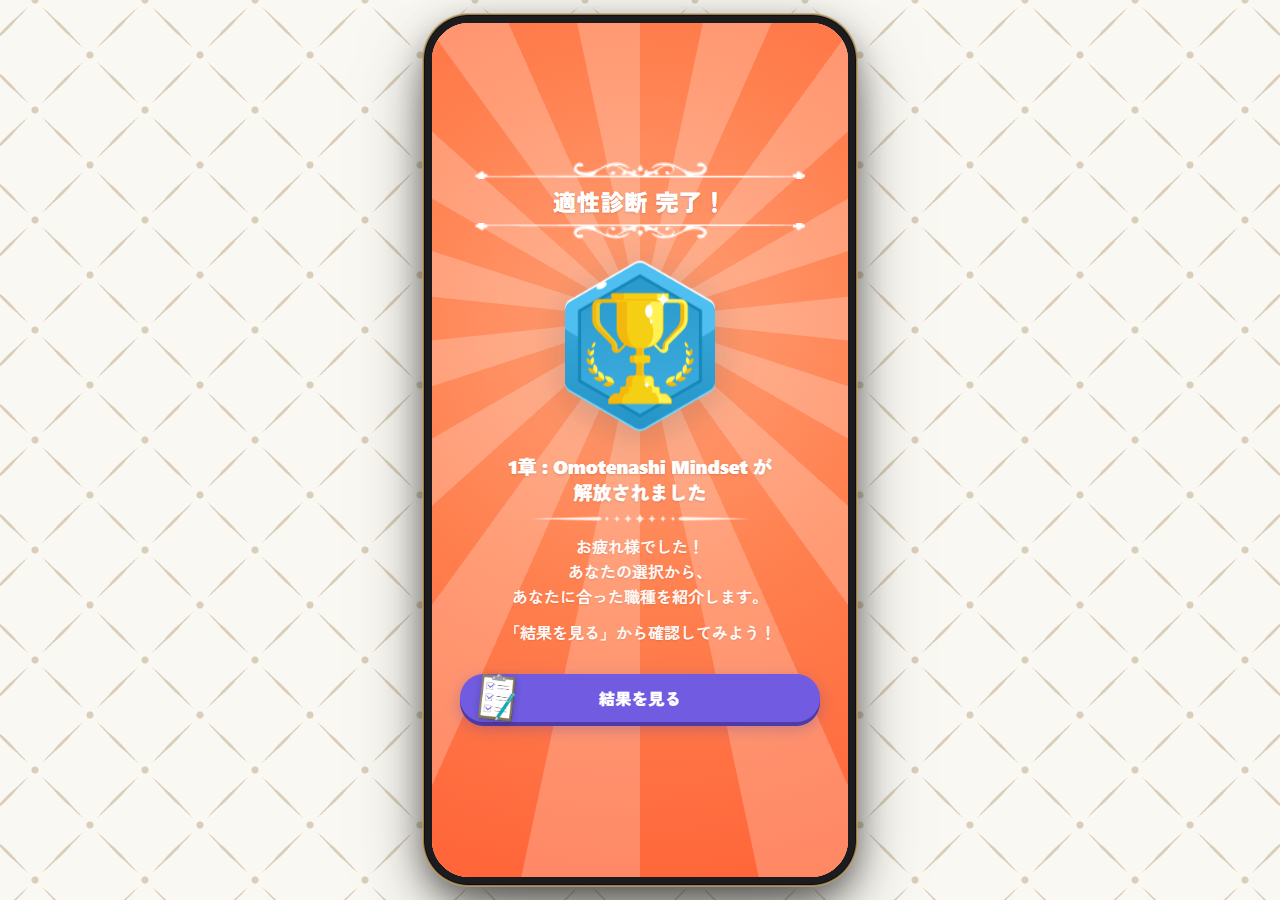 適性診断 完了！
1章 : Omotenashi Mindset が
解放されました
お疲れ様でした！
あなたの選択から、
あなたに合った職種を紹介します。
「結果を見る」から確認してみよう！
結果を見る